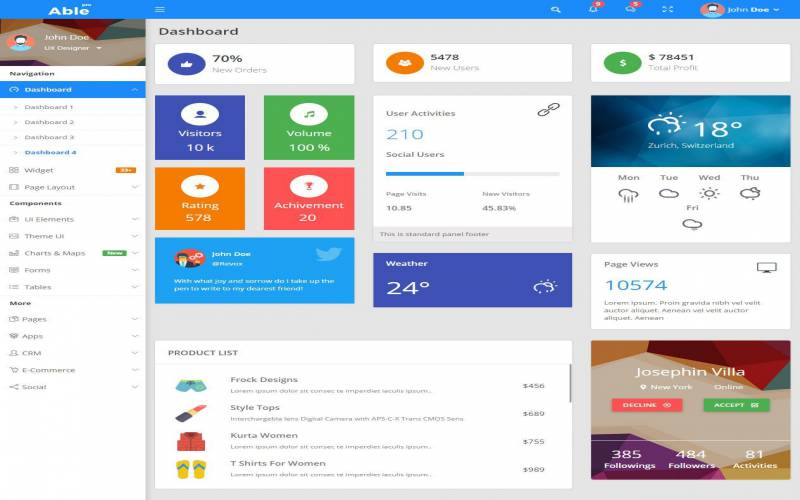 Able pro
9
5
John Doe
John Doe
UX Designer
Navigation
Dashboard
Dashboard 1
Dashboard 2
Dashboard 3
Dashboard 4
Widget
33+
Page Layout
Components
UI Elements
Theme UI
Charts & Maps
New
Forms
Tables
More
Pages
Apps
CRM
E-Commerce
Social
Dashboard
70%
New Orders
5478
New Users
$ 78451
Total Profit
Visitors
10 k
Volume
100 %
Rating
578
Achivement
20
John Doe
@Revox
With what joy and sorrow do I take up the
pen to write to my dearest friend!
User Activities
210
Social Users
Page Visits
New Visitors
10.85
45.83%
This is standard panel footer
Weather
24°
18°
Zurich, Switzerland
Mon
Tue
Wed
Thu
Fri
Page Views
10574
Lorem ipsum. Proin gravida nibh vel velit
auctor aliquet. Aenean vel velit auctor
aliquet. Aenean
PRODUCT LIST
Frock Designs
Lorem ipsum dolor sit consec te imperdiet iaculis ipsum..
$456
Style Tops
Interchargebla lens Digital Camera with APS-C-X Trans CMOS Sens
$689
Kurta Women
Lorem ipsum dolor sit consec te imperdiet iaculis ipsum..
$755
T Shirts For Women
Lorem ipsum dolor sit consec te imperdiet iaculis ipsum..
$989
Josephin Villa
New York
Online
DECLINE
ACCEPT
385
Followings
484
Followers
81
Activities